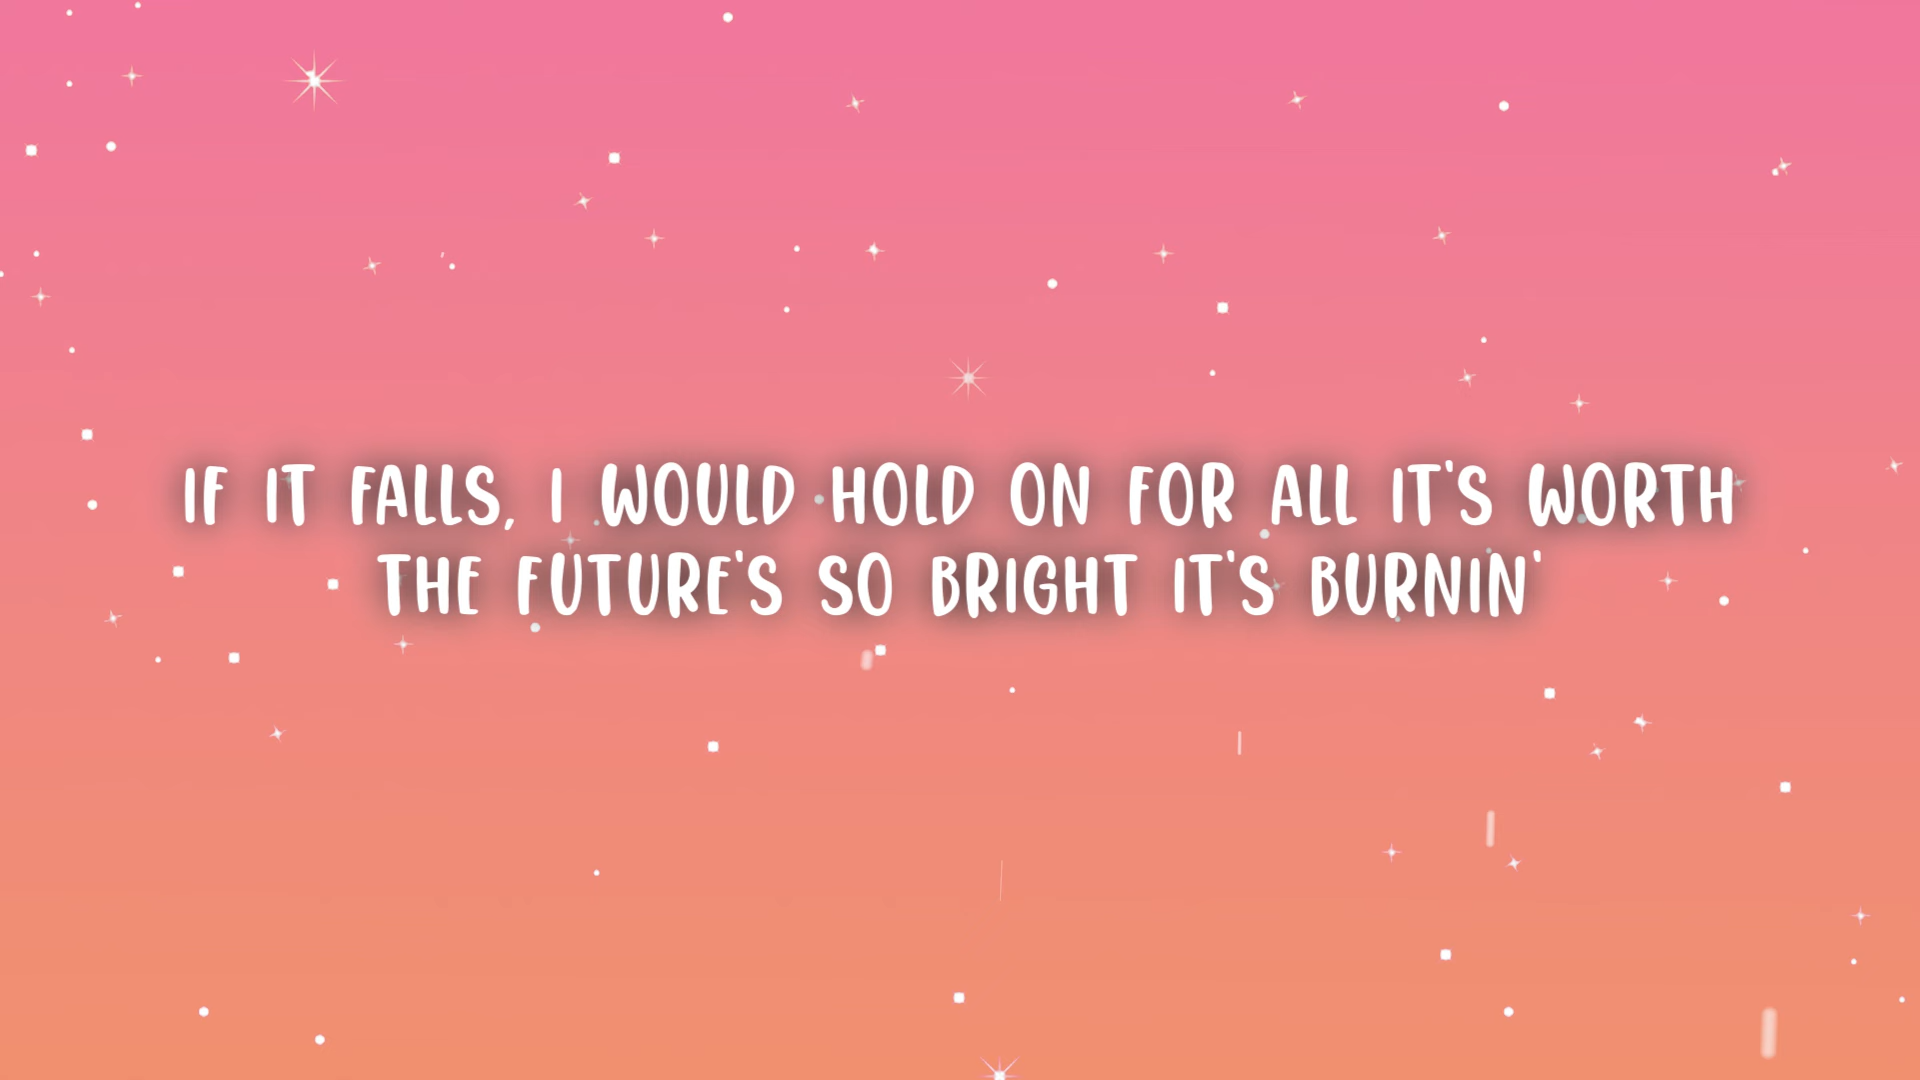 IF IT FALLS, I WOULD HOLD ON FOR ALL IT'S WORTH
THE FUTURE'S SO BRIGHT IT'S BURNIN'